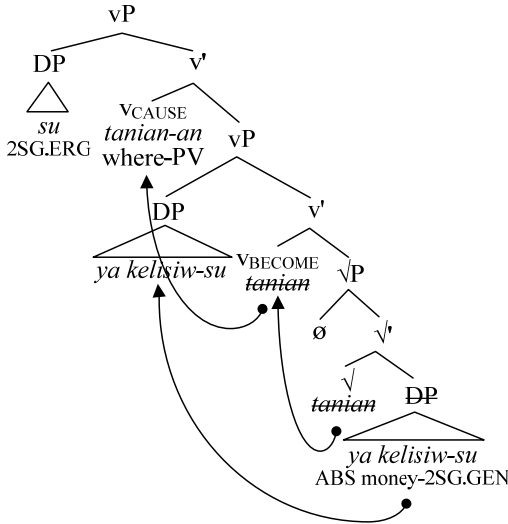 vP
DP v'
su
2SG.ERG
vCAUSE
tanian-an
where-PV
vP
DP v'
ya kelisiw-su
vBECOME
tanian
√P
ø √'
√ DP
tanian
ya kelisiw-su
ABS money-2SG.GEN